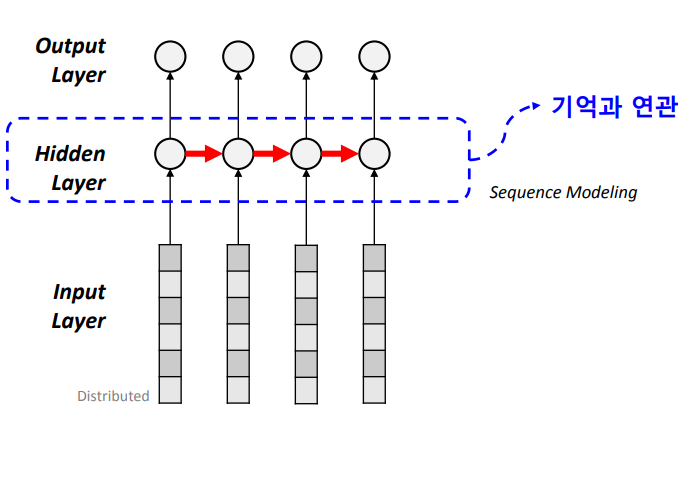 Output
Layer
기억과 연관
Hidden
Layer
Sequence Modeling
Input
Layer
Distributed